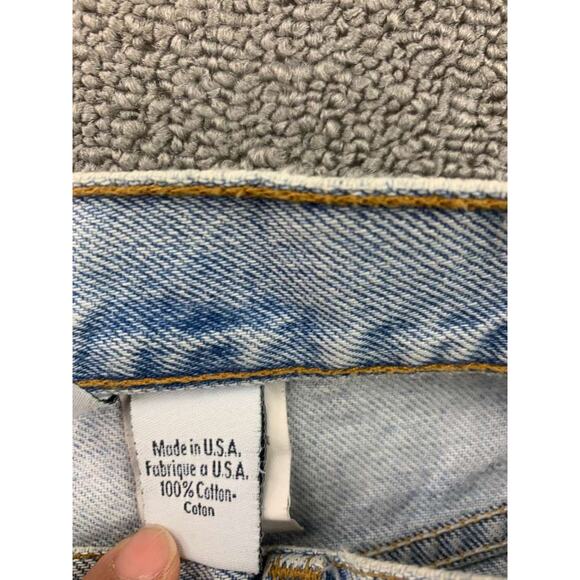 Made in U.S.A.
Fabrique a U.S.A.
100% Cotton-
Coton